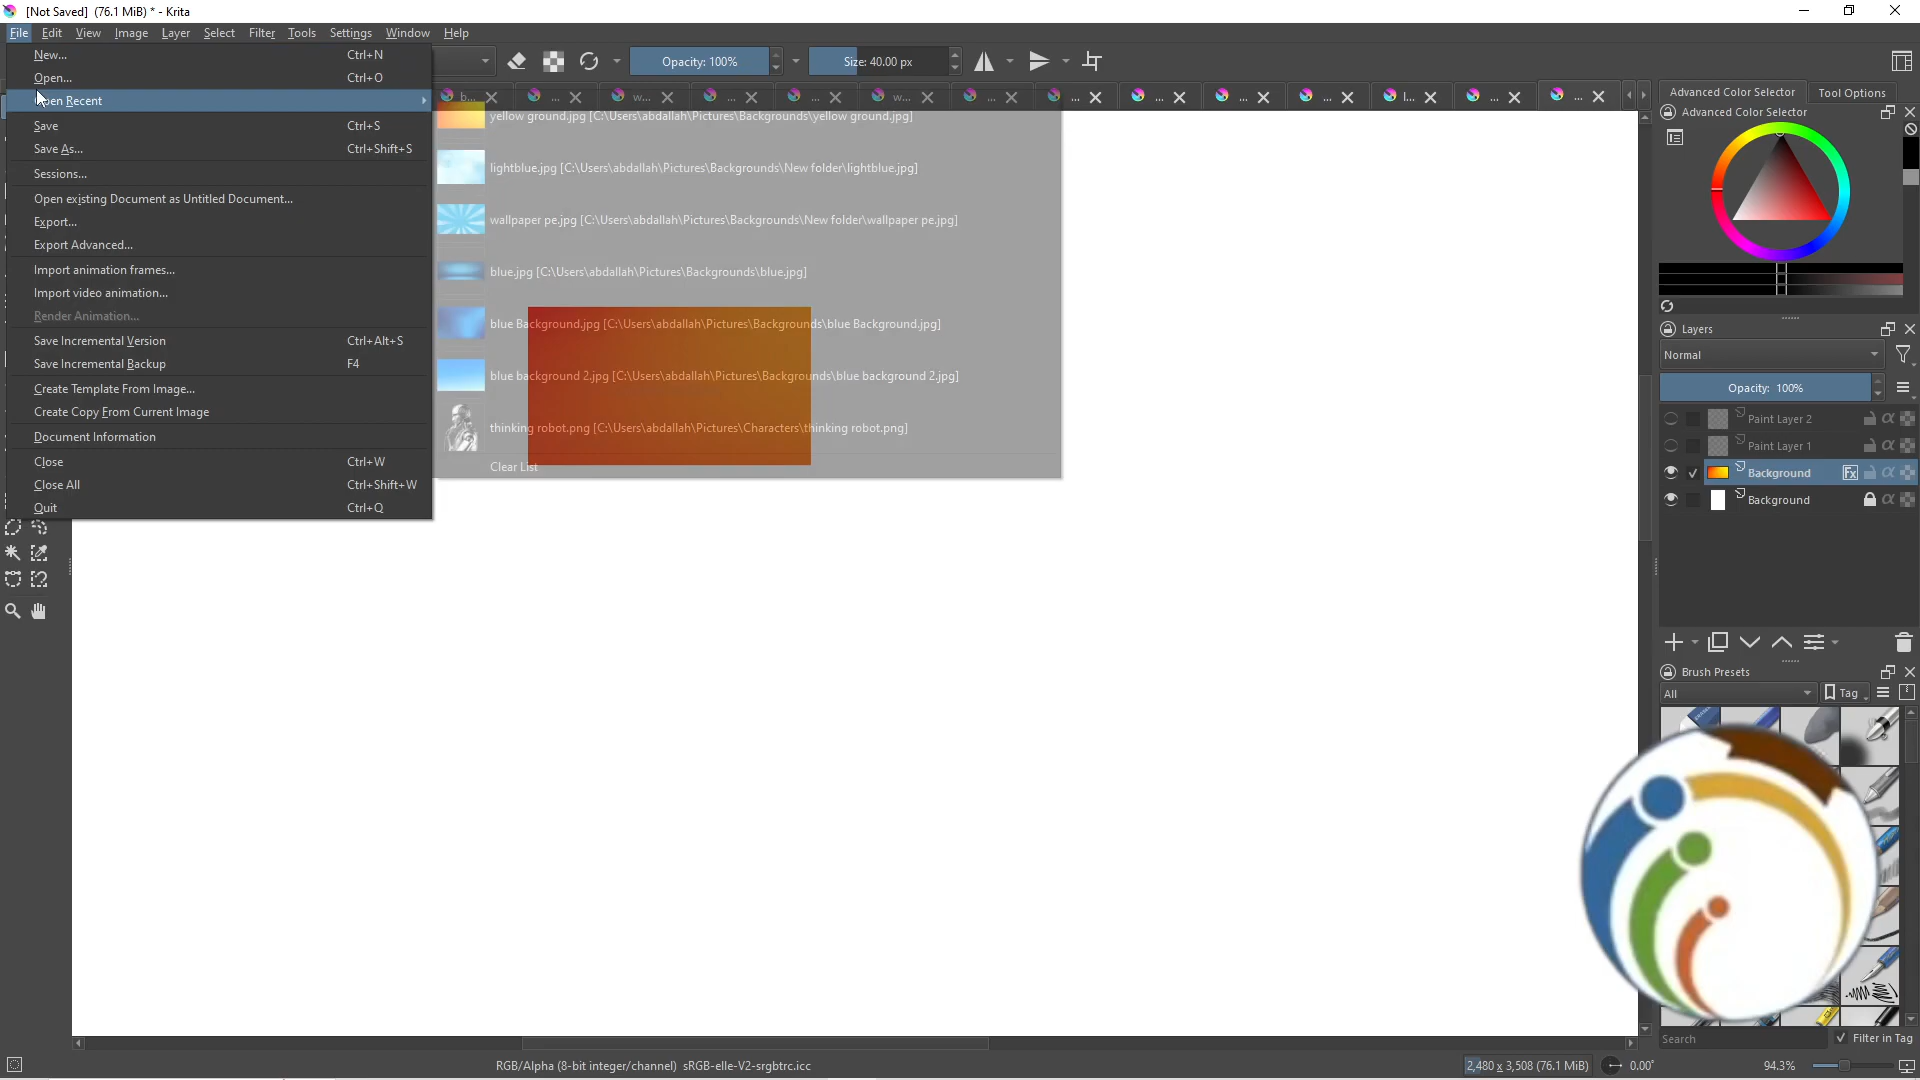 [Not Saved] (76.1 MiB) * - Krita
File Edit View Image Layer Select Filter Tools Settings Window Help
New... Ctrl+N
Open... Ctrl+O
Open Recent
Save Ctrl+S
Save As... Ctrl+Shift+S
Sessions...
Open existing Document as Untitled Document...
Export...
Export Advanced...
Import animation frames...
Import video animation...
Render Animation...
Save Incremental Version Ctrl+Alt+S
Save Incremental Backup F4
Create Template From Image...
Create Copy From Current Image
Document Information
Close Ctrl+W
Close All Ctrl+Shift+W
Quit Ctrl+Q
Opacity: 100%
Size: 40.00 px
b... ... w... ... ... w... ... ... ... ... ... l... ... ...
yellow ground.jpg [C:\Users\abdallah\Pictures\Backgrounds\yellow ground.jpg]
lightblue.jpg [C:\Users\abdallah\Pictures\Backgrounds\New folder\lightblue.jpg]
wallpaper pe.jpg [C:\Users\abdallah\Pictures\Backgrounds\New folder\wallpaper pe.jpg]
blue.jpg [C:\Users\abdallah\Pictures\Backgrounds\blue.jpg]
blue Background.jpg [C:\Users\abdallah\Pictures\Backgrounds\blue Background.jpg]
blue background 2.jpg [C:\Users\abdallah\Pictures\Backgrounds\blue background 2.jpg]
thinking robot.png [C:\Users\abdallah\Pictures\Characters\thinking robot.png]
Clear List
Advanced Color Selector Tool Options
Advanced Color Selector
Layers
Normal
Opacity: 100%
Paint Layer 2
Paint Layer 1
Background
Background
Brush Presets
All Tag
Search Filter in Tag
RGB/Alpha (8-bit integer/channel) sRGB-elle-V2-srgbtrc.icc
2,480 x 3,508 (76.1 MiB) 0.00° 94.3%